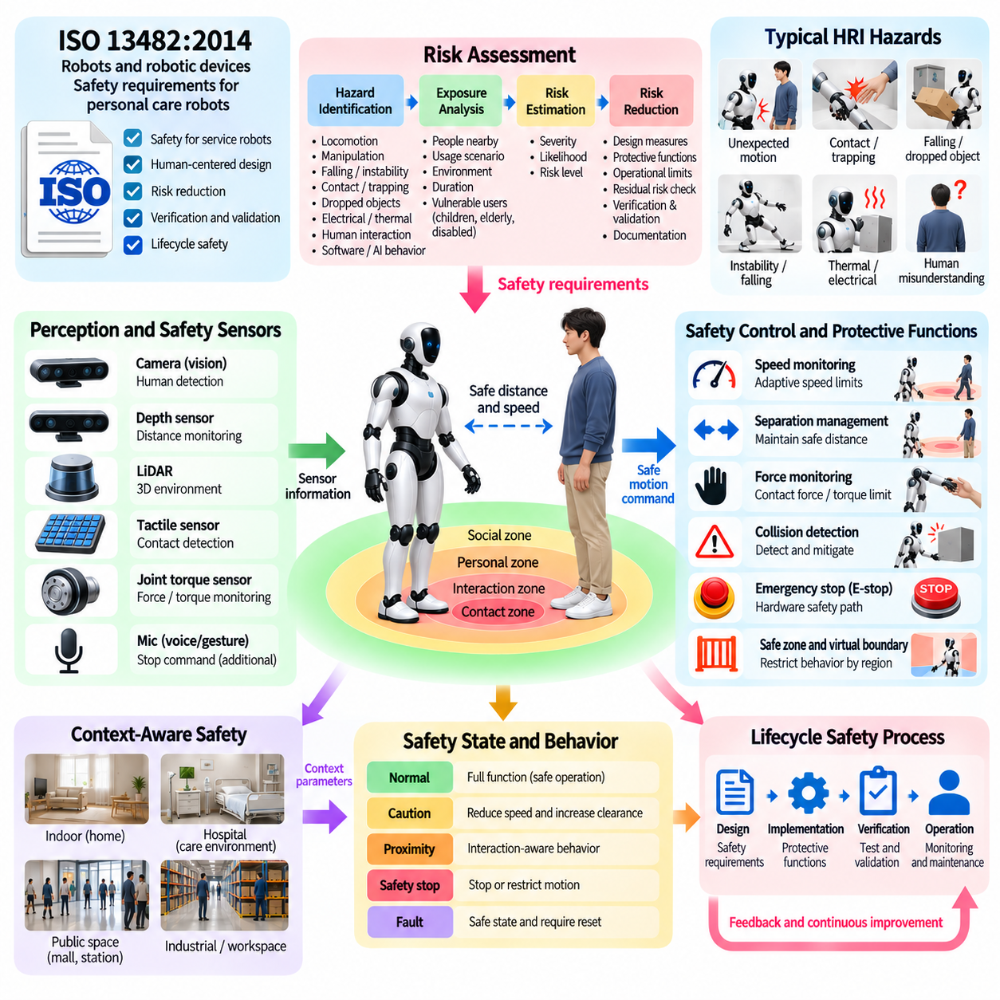 ISO 13482:2014
Robots and robotic devices
Safety requirements for
personal care robots
ISO
Safety for service robots
Human-centered design
Risk reduction
Verification and validation
Lifecycle safety
Risk Assessment
Hazard
Identification
• Locomotion
• Manipulation
• Falling / instability
• Contact / trapping
• Dropped objects
• Electrical / thermal
• Human interaction
• Software / AI behavior
Exposure
Analysis
• People nearby
• Usage scenario
• Environment
• Duration
• Vulnerable users
(children, elderly,
disabled)
Risk
Estimation
• Severity
• Likelihood
• Risk level
Risk
Reduction
• Design measures
• Protective functions
• Operational limits
• Residual risk check
• Verification &
validation
• Documentation
Typical HRI Hazards
Unexpected
motion
Contact /
trapping
Falling /
dropped object
Instability /
falling
Thermal /
electrical
?
Human
misunderstanding
Safety requirements
Perception and Safety Sensors
Camera (vision)
Human detection
Depth sensor
Distance monitoring
LiDAR
3D environment
Tactile sensor
Contact detection
Joint torque sensor
Force / torque monitoring
Mic (voice/gesture)
Stop command (additional)
Sensor
information
Safe distance
and speed
Social zone
Personal zone
Interaction zone
Contact zone
Safe
motion
command
Safety Control and Protective Functions
Speed monitoring
Adaptive speed limits
Separation management
Maintain safe distance
Force monitoring
Contact force / torque limit
Collision detection
Detect and mitigate
Emergency stop (E-stop)
Hardware safety path
STOP
Safe zone and virtual boundary
Restrict behavior by region
Context-Aware Safety
Indoor (home)
Hospital
(care environment)
Public space
(mall, station)
Industrial / workspace
Context
parameters
Safety State and Behavior
Normal
Full function (safe operation)
Caution
Reduce speed and increase clearance
Proximity
Interaction-aware behavior
Safety stop
Stop or restrict motion
Fault
Safe state and require reset
Lifecycle Safety Process
Design
Safety
requirements
Implementation
Protective
functions
Verification
Test and
validation
Operation
Monitoring
and maintenance
Feedback and continuous improvement